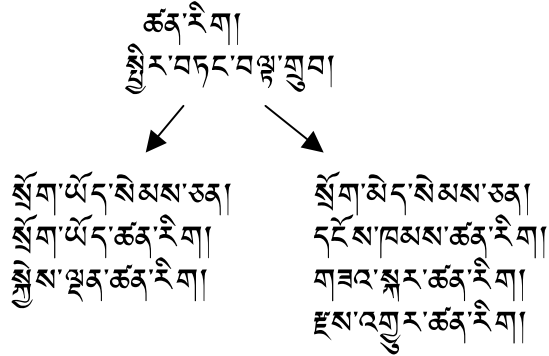 ཚན་རིག།
སྤྱིར་བཏང་བལྟ་གྲུབ།
སྲོག་ཡོད་སེམས་ཅན།
སྲོག་ཡོད་ཚན་རིག།
སྐྱེས་ལྡན་ཚན་རིག།
སྲོག་མེད་སེམས་ཅན།
དངོས་ཁམས་ཚན་རིག།
གཟའ་སྐར་ཚན་རིག།
རྫས་འགྱུར་ཚན་རིག།